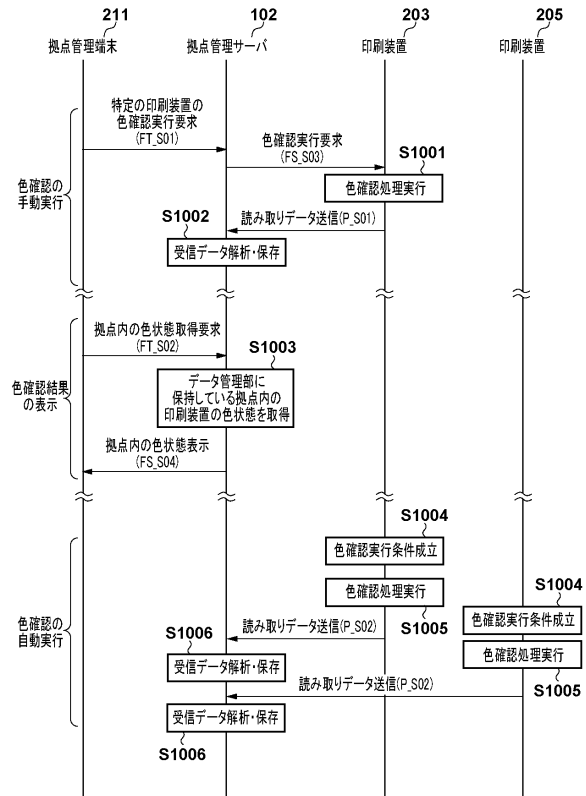 211
102
203
205
拠点管理端末
拠点管理サーバ
印刷装置
印刷装置
色確認の
手動実行
特定の印刷装置の
色確認実行要求
(FT_S01)
色確認実行要求
(FS_S03)
S1001
色確認処理実行
読み取りデータ送信(P_S01)
S1002
受信データ解析・保存
色確認結果
の表示
拠点内の色状態取得要求
(FT_S02)
S1003
データ管理部に
保持している拠点内の
印刷装置の色状態を取得
拠点内の色状態表示
(FS_S04)
色確認の
自動実行
S1004
色確認実行条件成立
色確認処理実行
S1005
S1004
色確認実行条件成立
色確認処理実行
S1005
読み取りデータ送信(P_S02)
S1006
受信データ解析・保存
読み取りデータ送信(P_S02)
受信データ解析・保存
S1006